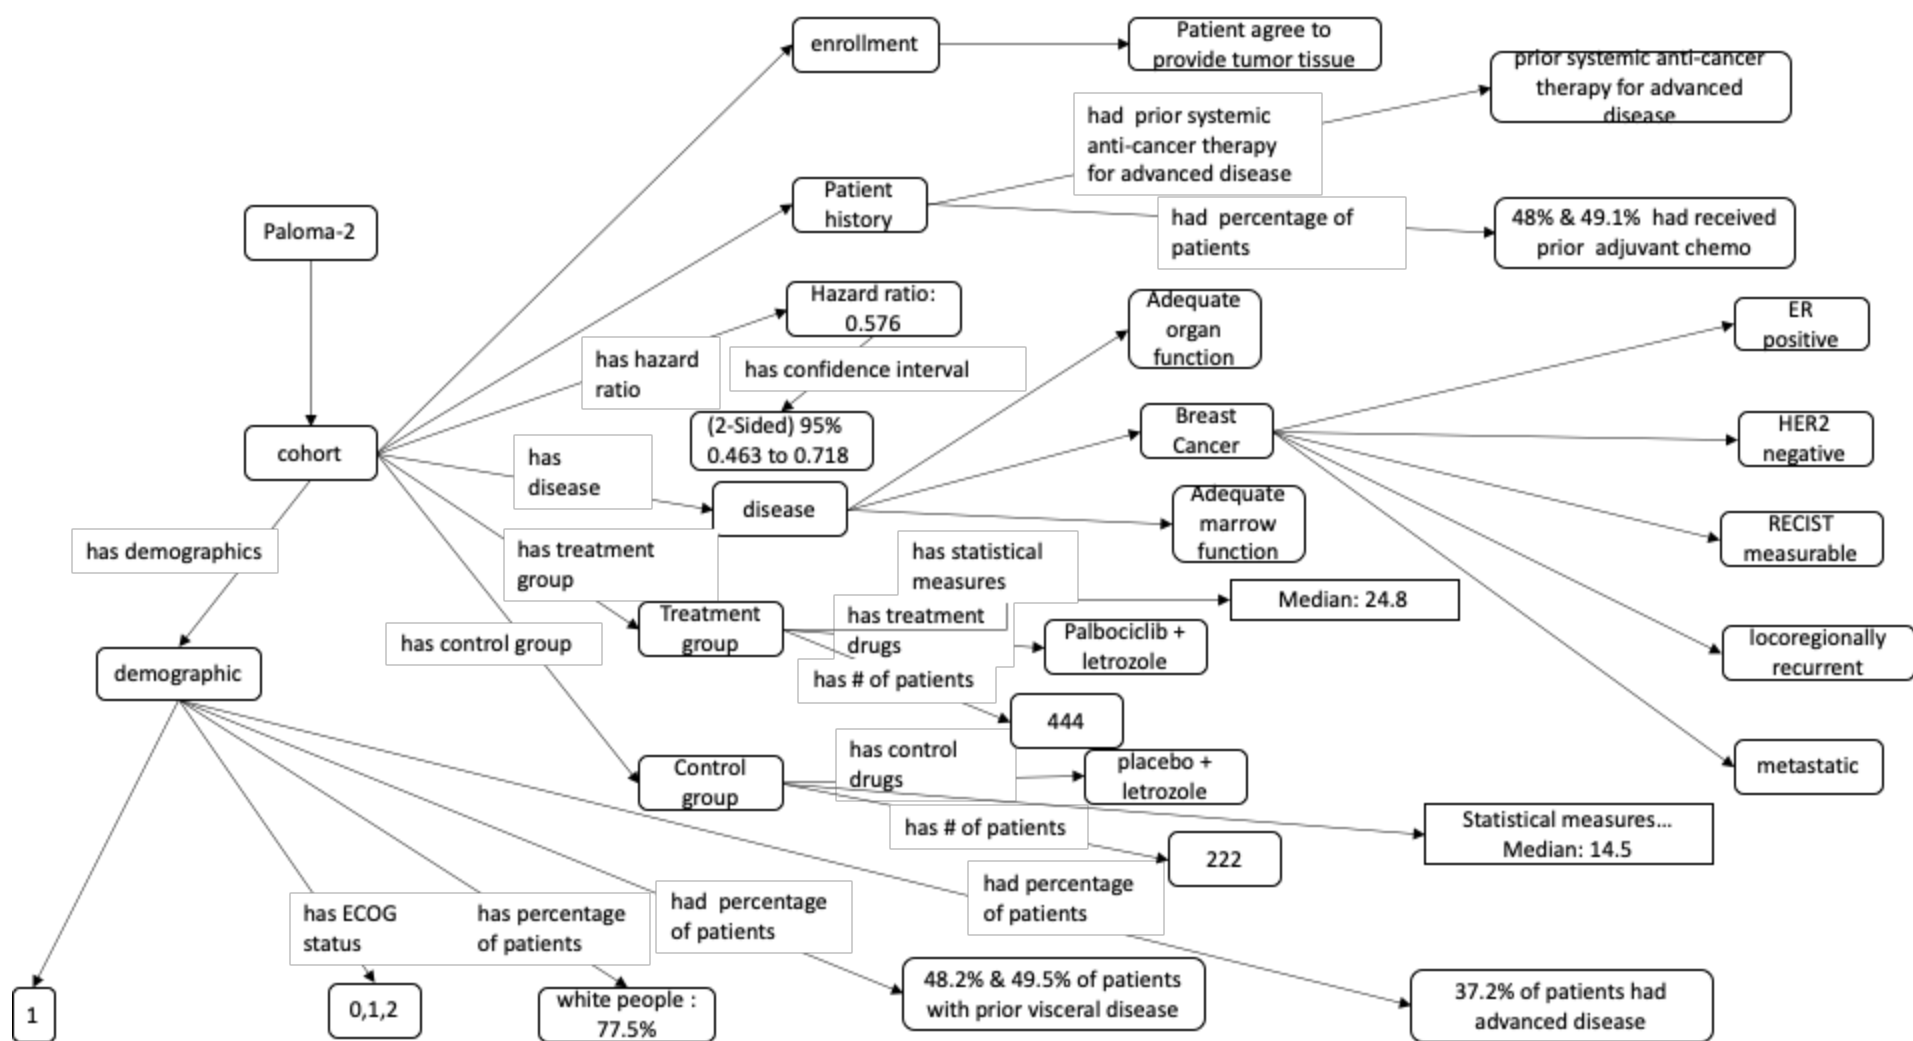 enrollment
Patient agree to
provide tumor tissue
prior systemic anti-cancer
therapy for advanced
disease
had prior systemic
anti-cancer therapy
for advanced disease
Patient
history
had percentage of
patients
48% & 49.1% had received
prior adjuvant chemo
Paloma-2
Hazard ratio:
0.576
has hazard
ratio
has confidence interval
(2-Sided) 95%
0.463 to 0.718
Adequate
organ
function
ER
positive
Breast
Cancer
HER2
negative
cohort
has
disease
disease
Adequate
marrow
function
RECIST
measurable
has demographics
has treatment
group
has statistical
measures
Median: 24.8
Treatment
group
has treatment
drugs
Palbociclib +
letrozole
locoregionally
recurrent
has control group
has # of patients
demographic
444
has control
drugs
Control
group
placebo +
letrozole
metastatic
has # of patients
222
Statistical measures...
Median: 14.5
had percentage
of patients
has ECOG
status
has percentage
of patients
had percentage
of patients
1
0,1,2
white people :
77.5%
48.2% & 49.5% of patients
with prior visceral disease
37.2% of patients had
advanced disease